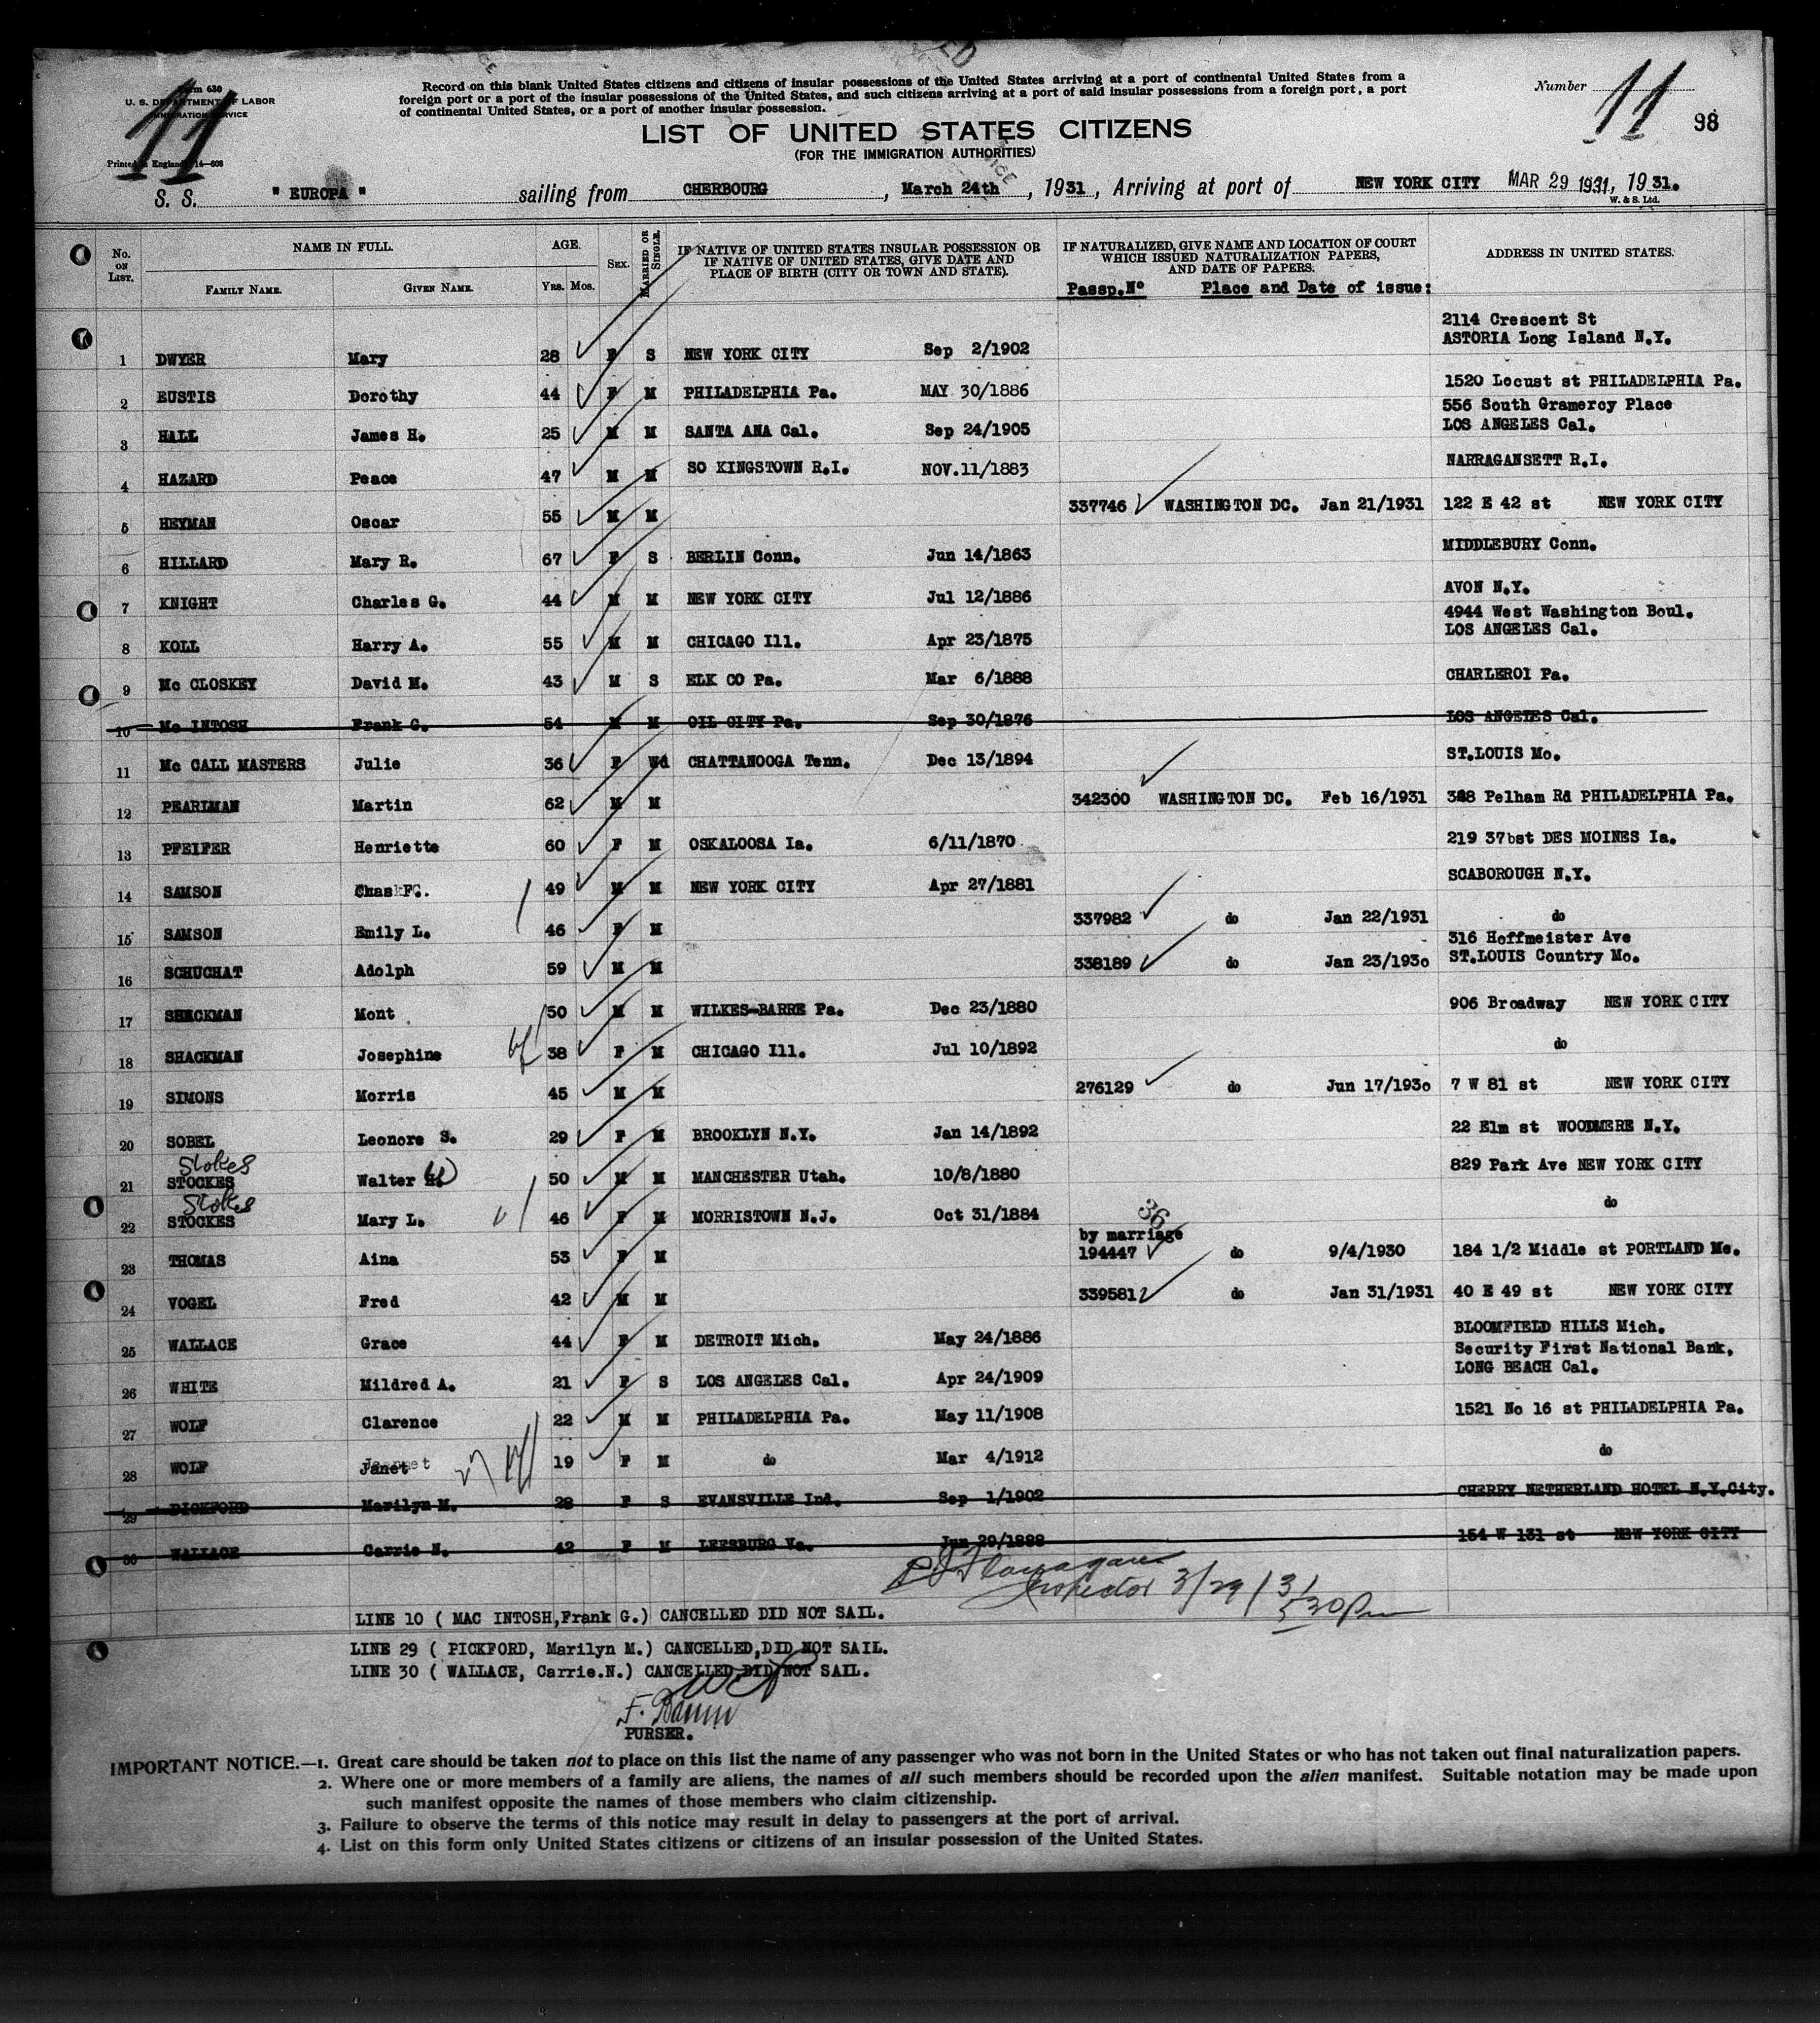 Form 630
U. S. DEPARTMENT OF LABOR
IMMIGRATION SERVICE
Printed in England 14—608
11
Record on this blank United States citizens and citizens of insular possessions of the United States arriving at a port of continental United States from a
foreign port or a port of the insular possessions of the United States, and such citizens arriving at a port of said insular possessions from a foreign port, a port
of continental United States, or a port of another insular possession.
Number 11
98
LIST OF UNITED STATES CITIZENS
(FOR THE IMMIGRATION AUTHORITIES)
S. S. " EUROPA " sailing from CHERBOURG , March 24th , 1931, Arriving at port of NEW YORK CITY MAR 29 1931, 1931.
W. & S. Ltd.
No. ON LIST. NAME IN FULL. FAMILY NAME. GIVEN NAME. AGE. YRS. MOS. SEX. MARRIED OR SINGLE. IF NATIVE OF UNITED STATES INSULAR POSSESSION OR IF NATIVE OF UNITED STATES, GIVE DATE AND PLACE OF BIRTH (CITY OR TOWN AND STATE). IF NATURALIZED, GIVE NAME AND LOCATION OF COURT WHICH ISSUED NATURALIZATION PAPERS, AND DATE OF PAPERS. ADDRESS IN UNITED STATES.
Passp.No Place and Date of issue:
2114 Crescent St
1 DWYER Mary 28 F S NEW YORK CITY Sep 2/1902 ASTORIA Long Island N.Y.
2 EUSTIS Dorothy 44 F M PHILADELPHIA Pa. MAY 30/1886 1520 Locust st PHILADELPHIA Pa.
556 South Gramercy Place
3 HALL James H. 25 M M SANTA ANA Cal. Sep 24/1905 LOS ANGELES Cal.
4 HAZARD Peace 47 M M SO KINGSTOWN R.I. NOV.11/1883 NARRAGANSETT R.I.
5 HEYMAN Oscar 55 M M 337746 WASHINGTON DC. Jan 21/1931 122 E 42 st NEW YORK CITY
6 HILLARD Mary R. 67 F S BERLIN Conn. Jun 14/1863 MIDDLEBURY Conn.
7 KNIGHT Charles G. 44 M M NEW YORK CITY Jul 12/1886 AVON N.Y.
4944 West Washington Boul.
8 KOLL Harry A. 55 M M CHICAGO Ill. Apr 23/1875 LOS ANGELES Cal.
9 Mc CLOSKEY David M. 43 M S ELK CO Pa. Mar 6/1888 CHARLEROI Pa.
10 Mc INTOSH Frank G. 54 M M OIL CITY Pa. Sep 30/1876 LOS ANGELES Cal.
11 Mc CALL MASTERS Julie 36 F Wd CHATTANOOGA Tenn. Dec 13/1894 ST.LOUIS Mo.
12 PEARLMAN Martin 62 M M 342300 WASHINGTON DC. Feb 16/1931 388 Pelham Rd PHILADELPHIA Pa.
13 PFEIFER Henriette 60 F M OSKALOOSA Ia. 6/11/1870 219 37bst DES MOINES Ia.
14 SAMSON Chas F. 49 M M NEW YORK CITY Apr 27/1881 SCABOROUGH N.Y.
15 SAMSON Emily L. 46 F M 337982 do Jan 22/1931 do
316 Hoffmeister Ave
16 SCHUCHAT Adolph 59 M M 338189 do Jan 23/1930 ST.LOUIS Country Mo.
17 SHACKMAN Mont 50 M M WILKES-BARRE Pa. Dec 23/1880 906 Broadway NEW YORK CITY
18 SHACKMAN Josephine 38 F M CHICAGO Ill. Jul 10/1892 do
19 SIMONS Morris 45 M M 276129 do Jun 17/1930 7 W 81 st NEW YORK CITY
20 SOBEL Leonore S. 29 F M BROOKLYN N.Y. Jan 14/1892 22 Elm st WOODMERE N.Y.
Stokes
21 STOCKES Walter W 50 M M MANCHESTER Utah. 10/8/1880 829 Park Ave NEW YORK CITY
Stokes
22 STOCKES Mary L. 46 F M MORRISTOWN N.J. Oct 31/1884 do
36
by marriage
23 THOMAS Aina 53 F M 194447 do 9/4/1930 184 1/2 Middle st PORTLAND Me.
24 VOGEL Fred 42 M M 339581 do Jan 31/1931 40 E 49 st NEW YORK CITY
25 WALLACE Grace 44 F M DETROIT Mich. May 24/1886 BLOOMFIELD HILLS Mich.
Security First National Bank,
26 WHITE Mildred A. 21 F S LOS ANGELES Cal. Apr 24/1909 LONG BEACH Cal.
27 WOLF Clarence 22 M M PHILADELPHIA Pa. May 11/1908 1521 No 16 st PHILADELPHIA Pa.
28 WOLF Janet 19 F M do Mar 4/1912 do
29 PICKFORD Marilyn M. 28 F S EVANSVILLE Ind. Sep 1/1902 CHERRY NETHERLAND HOTEL N.Y.City.
30 WALLACE Carrie N. 42 F M LEESBURG Va. Jun 29/1888 154 W 131 st NEW YORK CITY
Inspector 3/29/31
530 Pm
LINE 10 ( MAC INTOSH,Frank G.) CANCELLED DID NOT SAIL.
LINE 29 ( PICKFORD, Marilyn M.) CANCELLED,DID NOT SAIL.
LINE 30 ( WALLACE, Carrie.N.) CANCELLED,DID NOT SAIL.
PURSER.
IMPORTANT NOTICE.—1. Great care should be taken not to place on this list the name of any passenger who was not born in the United States or who has not taken out final naturalization papers.
2. Where one or more members of a family are aliens, the names of all such members should be recorded upon the alien manifest. Suitable notation may be made upon
such manifest opposite the names of those members who claim citizenship.
3. Failure to observe the terms of this notice may result in delay to passengers at the port of arrival.
4. List on this form only United States citizens or citizens of an insular possession of the United States.